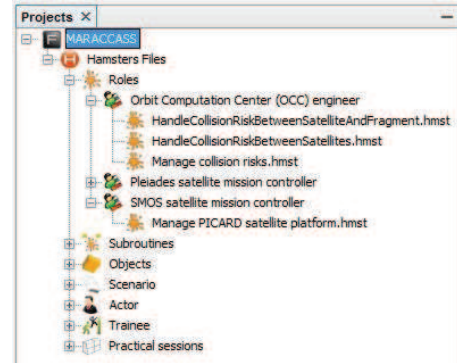 Projects
MARACCASS
Hamsters Files
Roles
Orbit Computation Center (OCC) engineer
HandleCollisionRiskBetweenSatelliteAndFragment.hmst
HandleCollisionRiskBetweenSatellites.hmst
Manage collision risks.hmst
Pleiades satellite mission controller
SMOS satellite mission controller
Manage PICARD satellite platform.hmst
Subroutines
Objects
Scenario
Actor
Trainee
Practical sessions